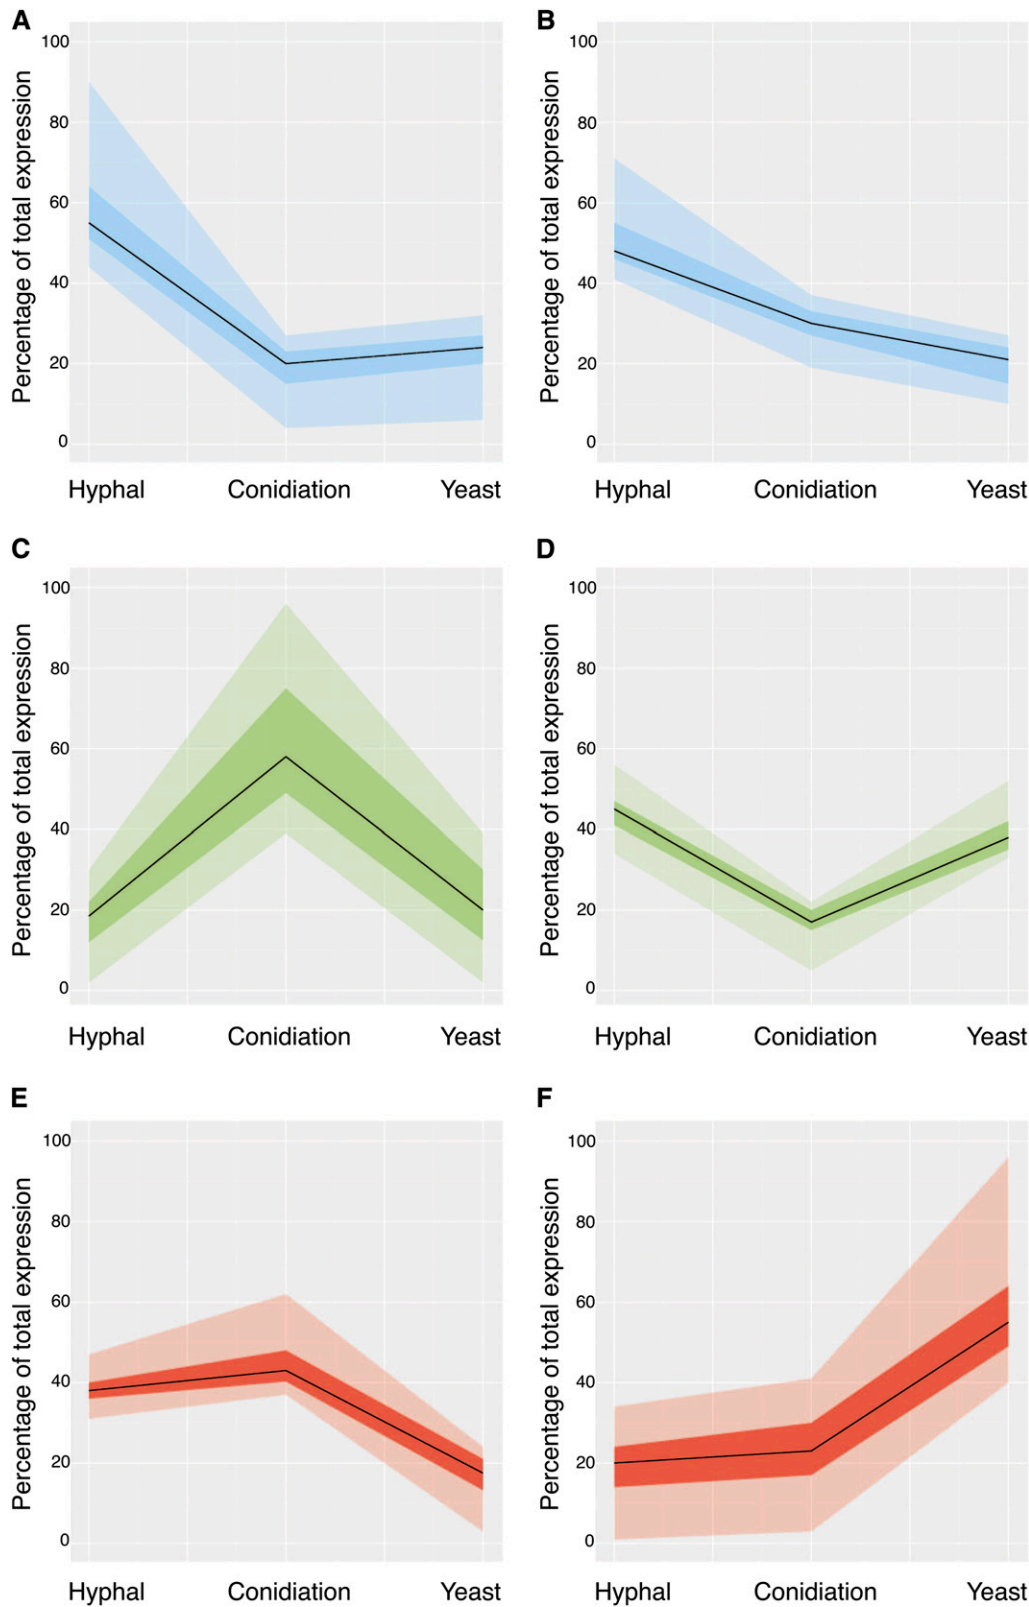 A
Percentage of total expression
100
80
60
40
20
0
Hyphal Conidiation Yeast
B
Percentage of total expression
100
80
60
40
20
0
Hyphal Conidiation Yeast
C
Percentage of total expression
100
80
60
40
20
0
Hyphal Conidiation Yeast
D
Percentage of total expression
100
80
60
40
20
0
Hyphal Conidiation Yeast
E
Percentage of total expression
100
80
60
40
20
0
Hyphal Conidiation Yeast
F
Percentage of total expression
100
80
60
40
20
0
Hyphal Conidiation Yeast